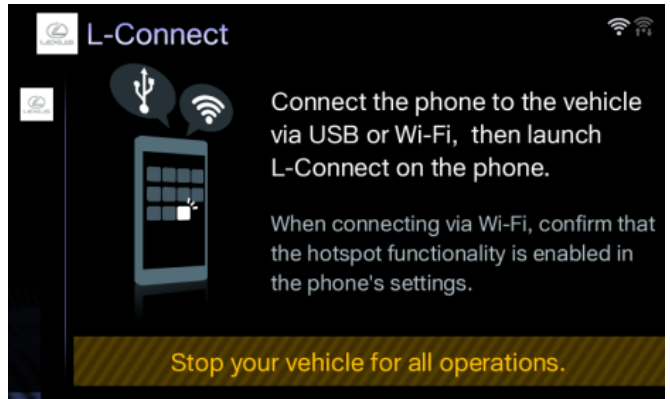 L-Connect
Connect the phone to the vehicle
via USB or Wi-Fi, then launch
L-Connect on the phone.
When connecting via Wi-Fi, confirm that
the hotspot functionality is enabled in
the phone's settings.
Stop your vehicle for all operations.